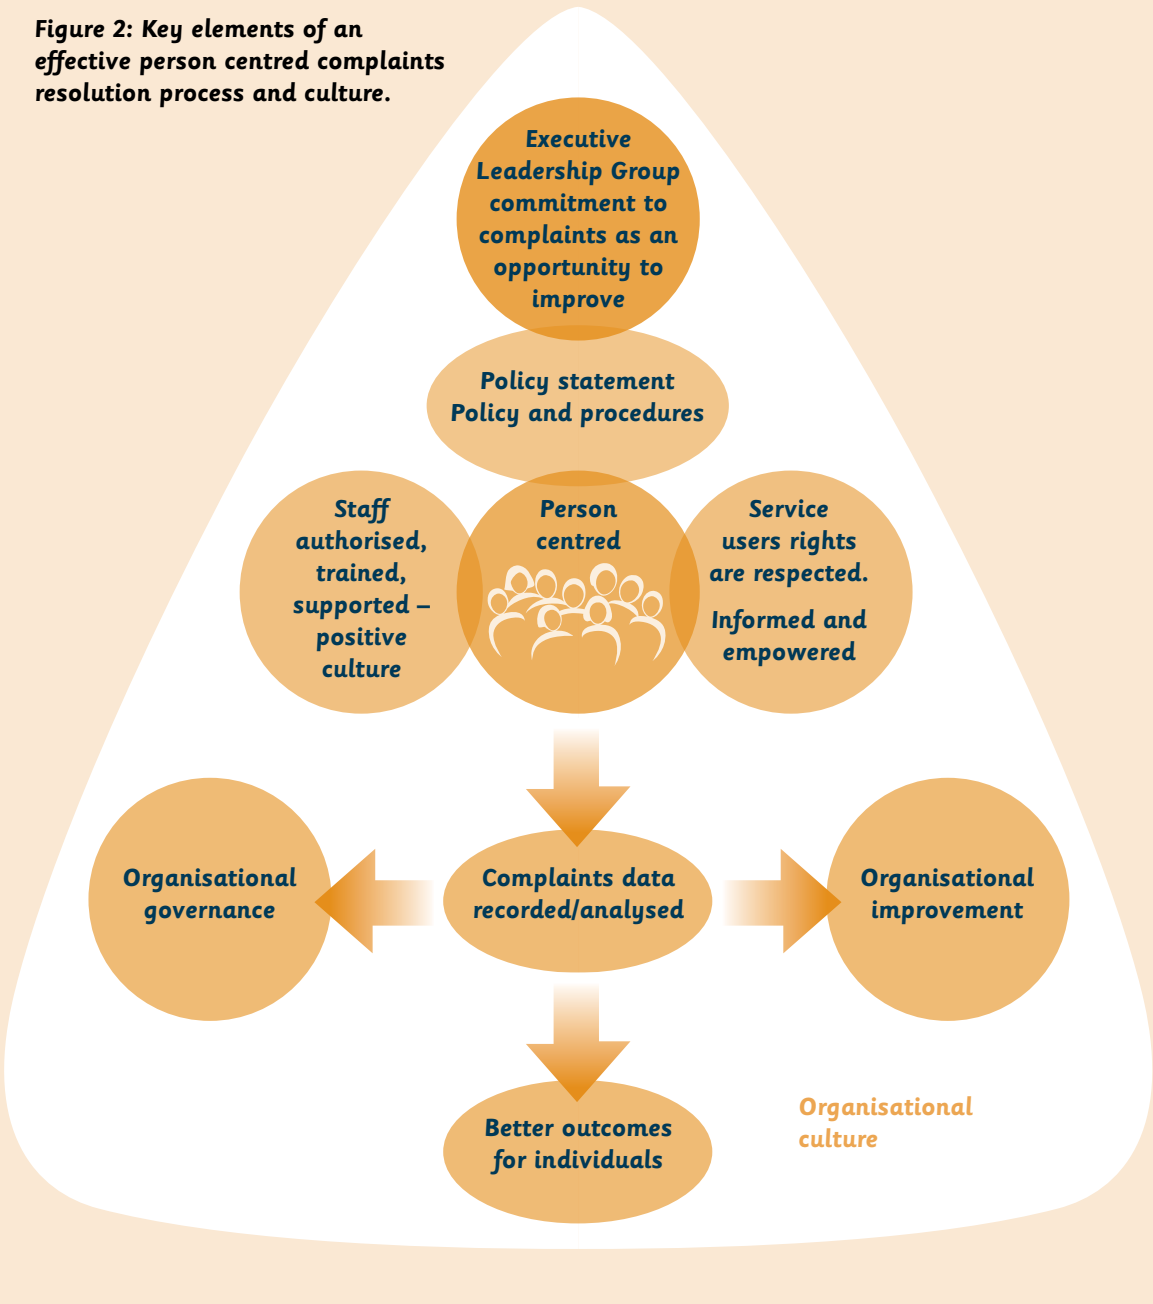 Figure 2: Key elements of an
effective person centred complaints
resolution process and culture.
Executive
Leadership Group
commitment to
complaints as an
opportunity to
improve
Policy statement
Policy and procedures
Staff
authorised,
trained,
supported –
positive
culture
Person
centred
Service
users rights
are respected.
Informed and
empowered
Organisational
governance
Complaints data
recorded/analysed
Organisational
improvement
Better outcomes
for individuals
Organisational
culture